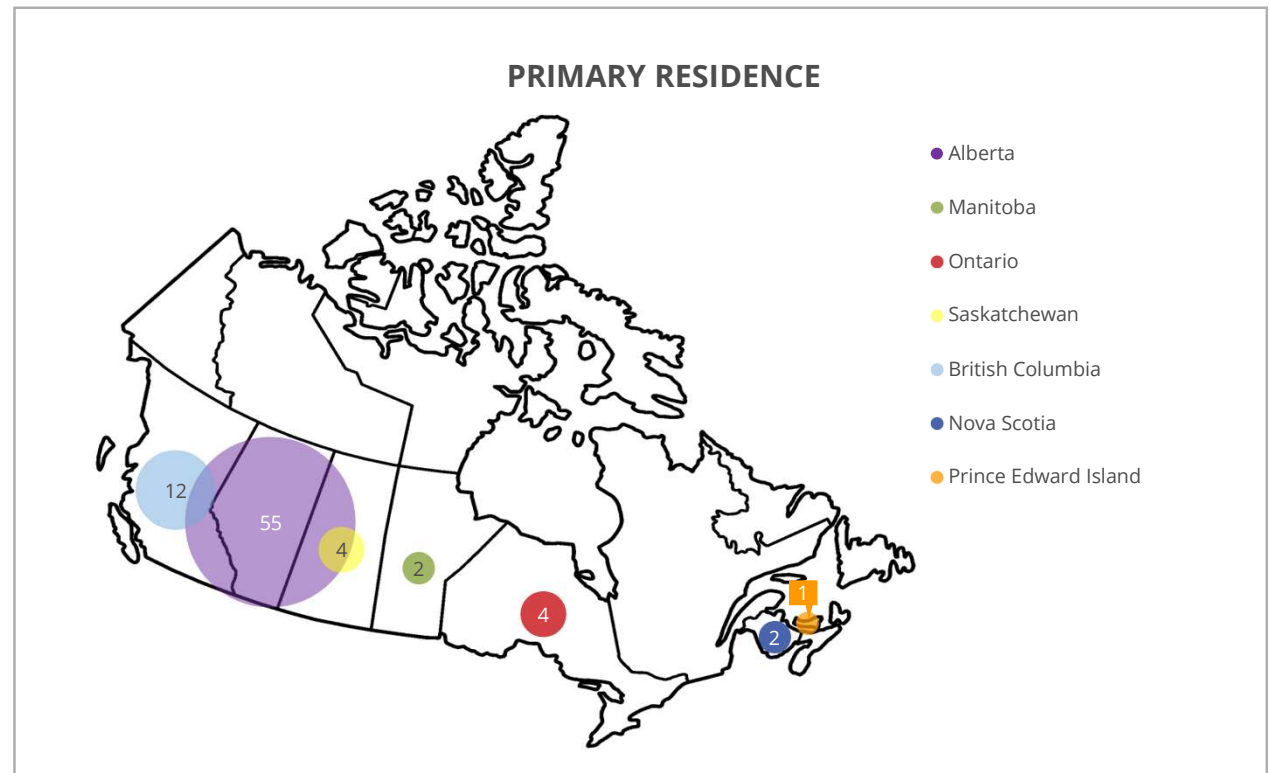 PRIMARY RESIDENCE
Alberta
Manitoba
Ontario
Saskatchewan
British Columbia
Nova Scotia
Prince Edward Island
12
55
4
2
4
2
1